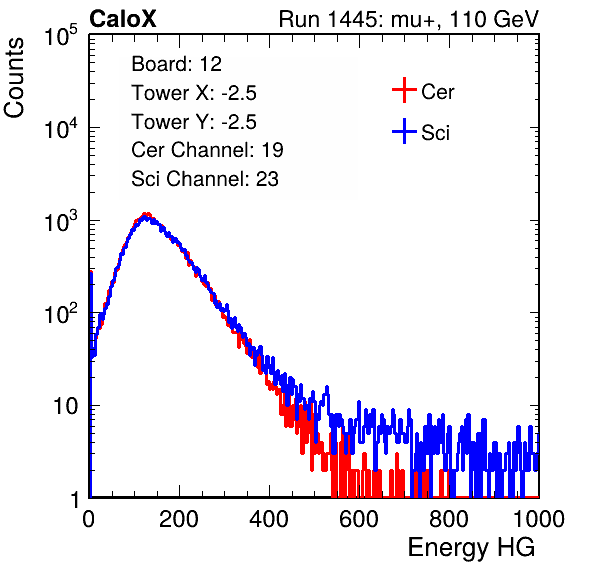 CaloX Run 1445: mu+, 110 GeV
Counts
Board: 12
Tower X: -2.5
Tower Y: -2.5
Cer Channel: 19
Sci Channel: 23
Cer
Sci
10^5
10^4
10^3
10^2
10
1
0 200 400 600 800 1000
Energy HG